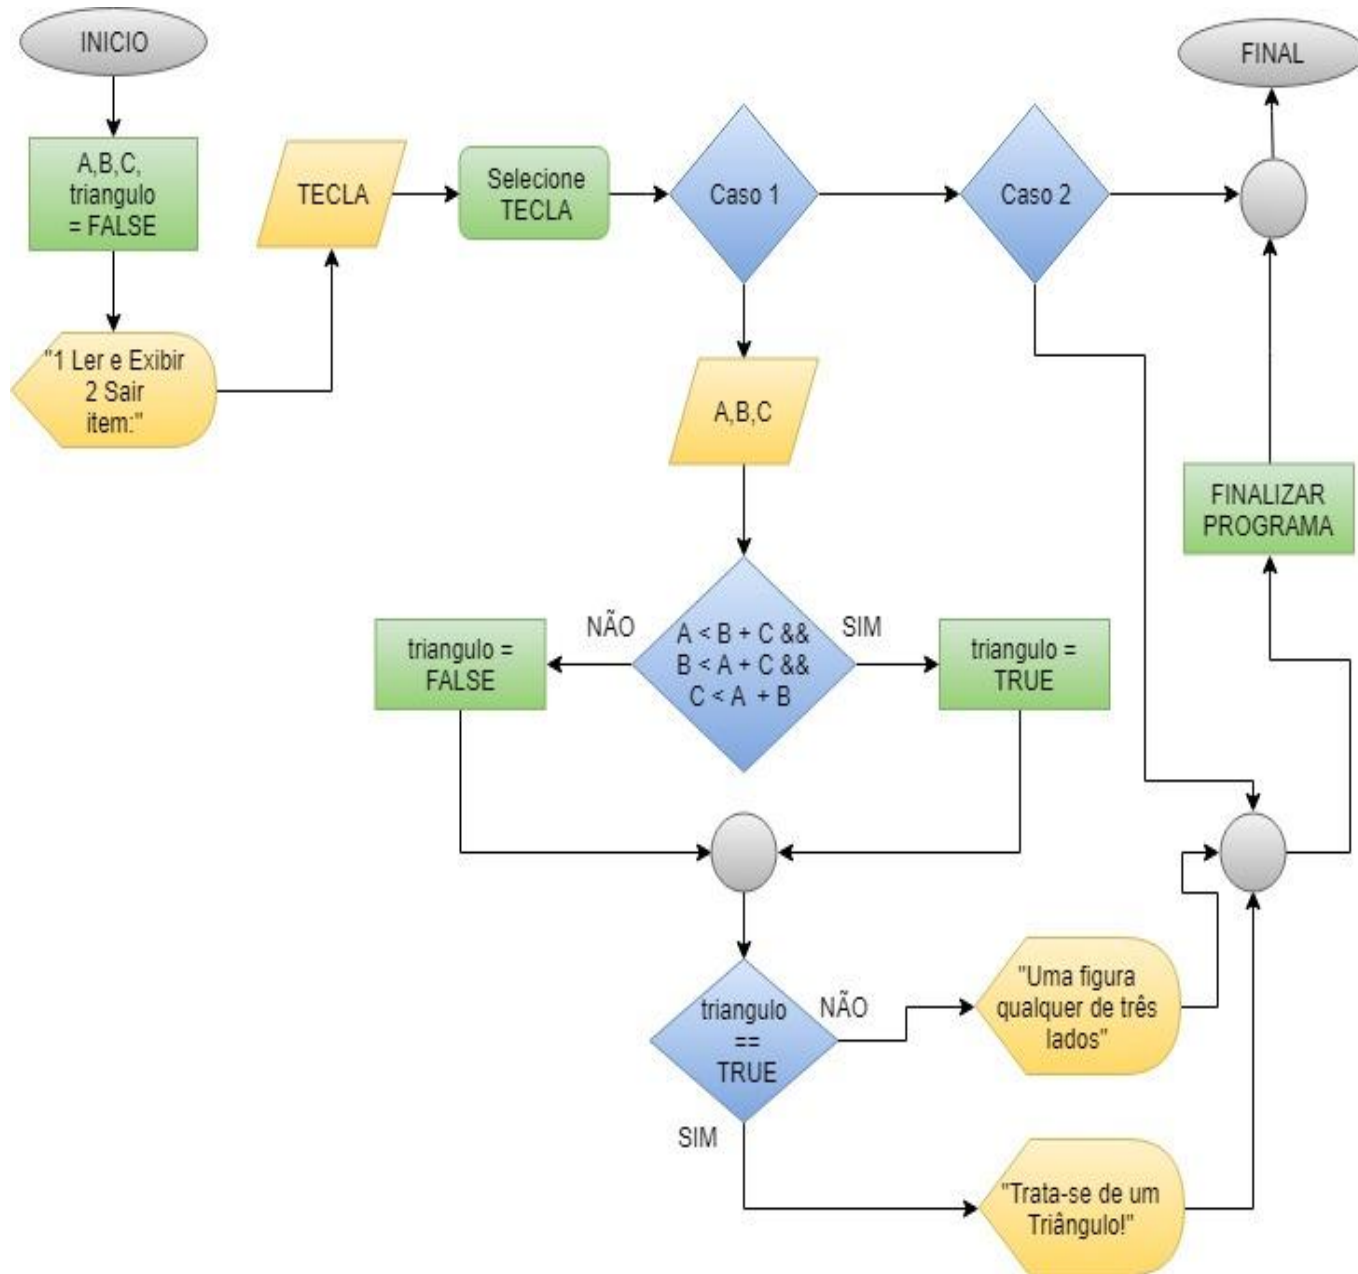 INICIO
A,B,C,
triangulo
= FALSE
"1 Ler e Exibir
2 Sair
item:"
TECLA
Selecione
TECLA
Caso 1
Caso 2
FINAL
A,B,C
A < B + C &&
B < A + C &&
C < A + B
NÃO
triangulo =
FALSE
SIM
triangulo =
TRUE
triangulo
==
TRUE
NÃO
"Uma figura
qualquer de três
lados"
SIM
"Trata-se de um
Triângulo!"
FINALIZAR
PROGRAMA